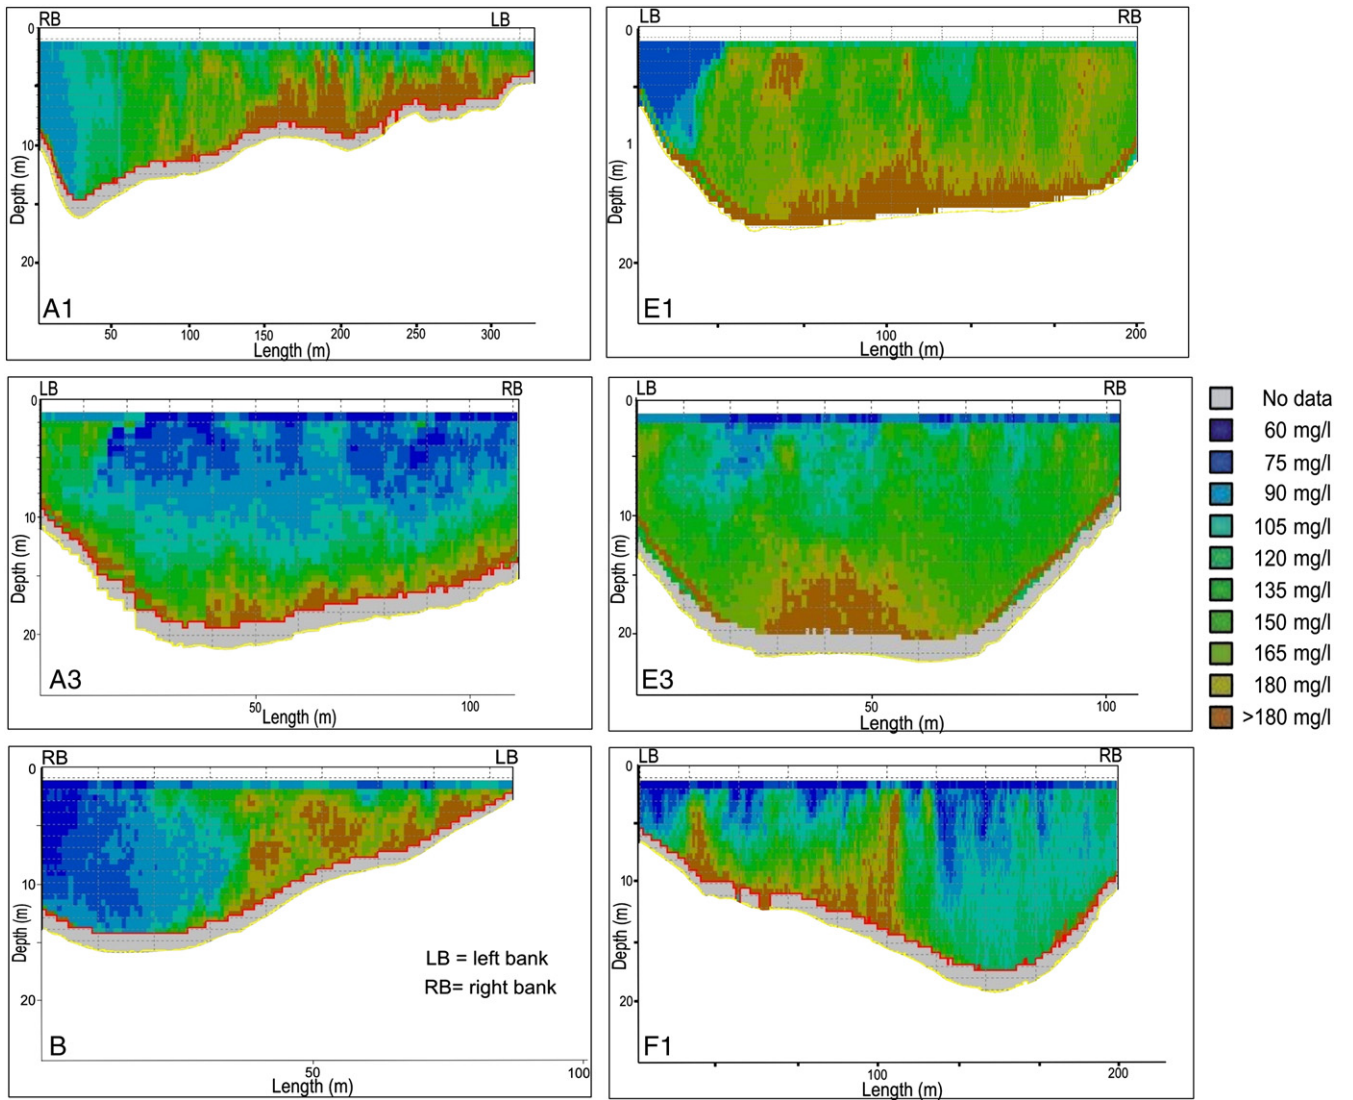 RB LB
0
10
20
Depth (m)
A1
50 100 150 200 250 300
Length (m)
LB RB
0
1
20
Depth (m)
E1
100 200
Length (m)
LB RB
0
10
20
Depth (m)
A3
50 100
Length (m)
LB RB
0
10
20
Depth (m)
E3
50 100
Length (m)
No data
60 mg/l
75 mg/l
90 mg/l
105 mg/l
120 mg/l
135 mg/l
150 mg/l
165 mg/l
180 mg/l
>180 mg/l
RB LB
0
10
20
Depth (m)
LB = left bank
RB= right bank
B
50 100
Length (m)
LB RB
0
10
20
Depth (m)
F1
100 200
Length (m)